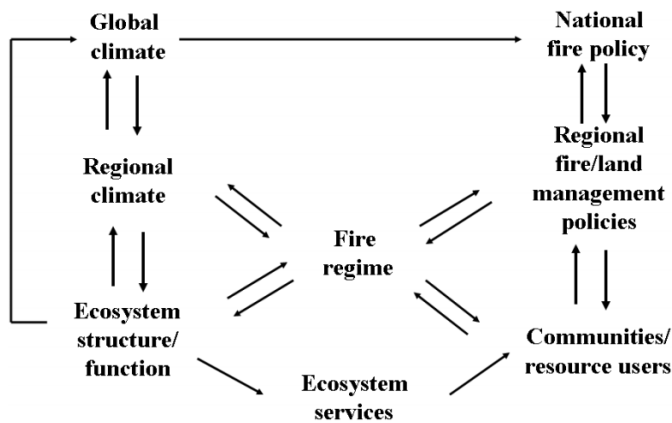 Global
climate
National
fire policy
Regional
climate
Regional
fire/land
management
policies
Fire
regime
Ecosystem
structure/
function
Ecosystem
services
Communities/
resource users